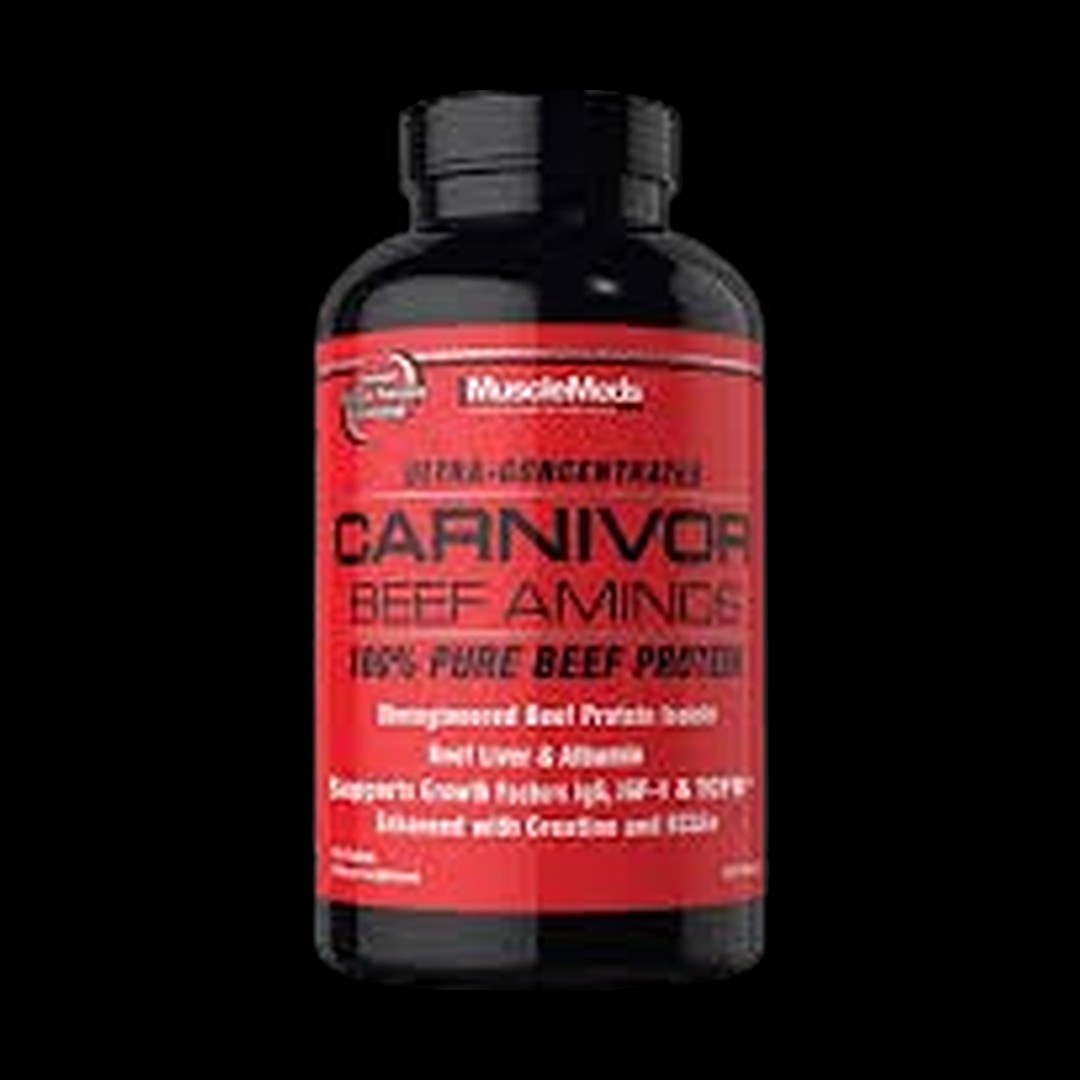 MuscleMeds
ULTRA-CONCENTRATED
CARNIVOR
BEEF AMINOS
100% PURE BEEF PROTEIN
Bioengineered Beef Protein Isolate
Beef Liver & Albumin
Supports Growth Factors IgG, IGF-1 &
Enhanced with Creatine and BCAAs